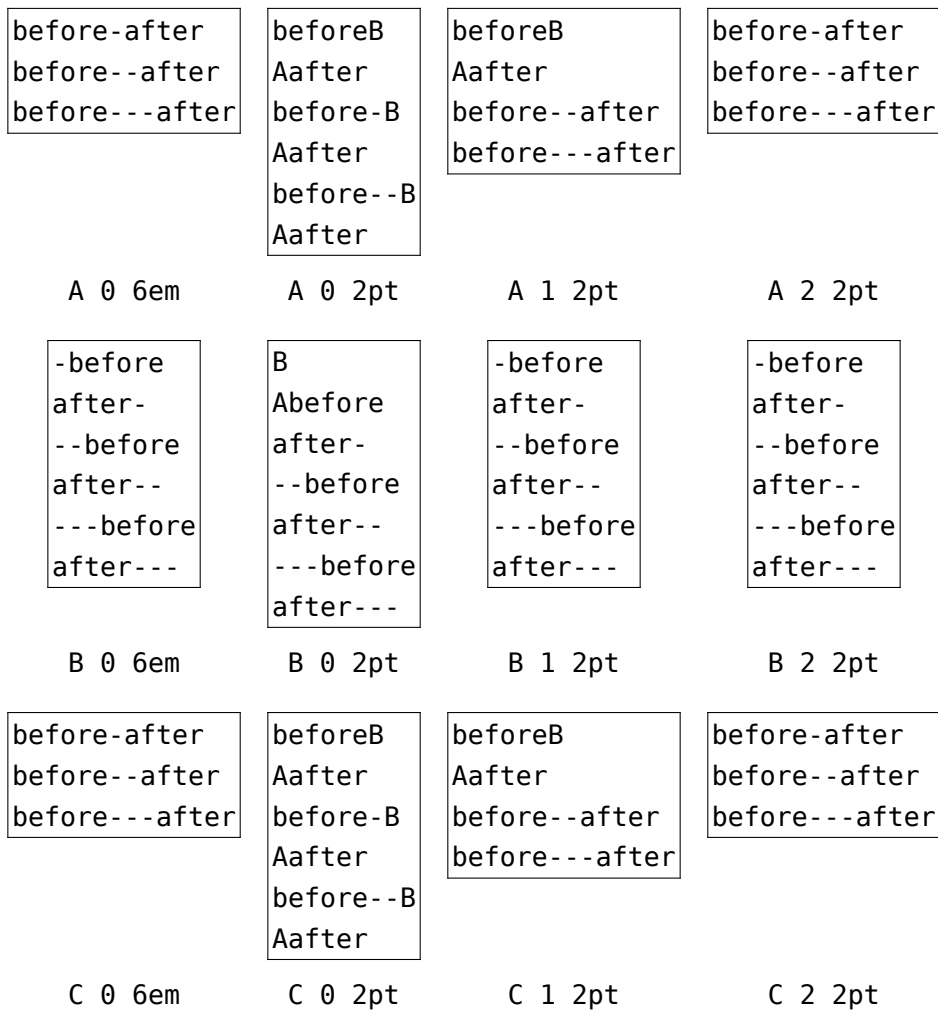 before-after
before--after
before---after
beforeB
Aafter
before-B
Aafter
before--B
Aafter
beforeB
Aafter
before--after
before---after
before-after
before--after
before---after
A 0 6em
A 0 2pt
A 1 2pt
A 2 2pt
-before
after-
--before
after--
---before
after---
B
Abefore
after-
--before
after--
---before
after---
-before
after-
--before
after--
---before
after---
-before
after-
--before
after--
---before
after---
B 0 6em
B 0 2pt
B 1 2pt
B 2 2pt
before-after
before--after
before---after
beforeB
Aafter
before-B
Aafter
before--B
Aafter
beforeB
Aafter
before--after
before---after
before-after
before--after
before---after
C 0 6em
C 0 2pt
C 1 2pt
C 2 2pt